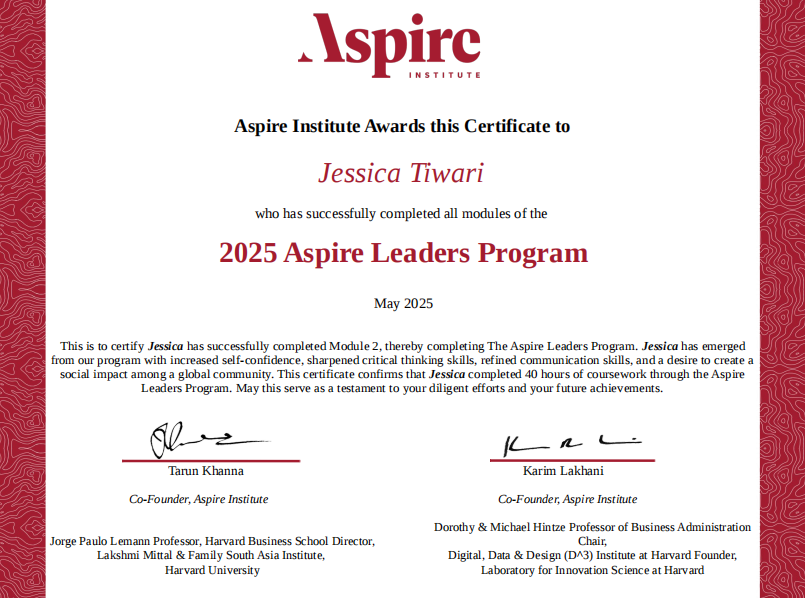 Aspire
INSTITUTE
Aspire Institute Awards this Certificate to
Jessica Tiwari
who has successfully completed all modules of the
2025 Aspire Leaders Program
May 2025
This is to certify Jessica has successfully completed Module 2, thereby completing The Aspire Leaders Program. Jessica has emerged
from our program with increased self-confidence, sharpened critical thinking skills, refined communication skills, and a desire to create a
social impact among a global community. This certificate confirms that Jessica completed 40 hours of coursework through the Aspire
Leaders Program. May this serve as a testament to your diligent efforts and your future achievements.
Tarun Khanna
Co-Founder, Aspire Institute
Jorge Paulo Lemann Professor, Harvard Business School Director,
Lakshmi Mittal & Family South Asia Institute,
Harvard University
Karim Lakhani
Co-Founder, Aspire Institute
Dorothy & Michael Hintze Professor of Business Administration
Chair,
Digital, Data & Design (D^3) Institute at Harvard Founder,
Laboratory for Innovation Science at Harvard